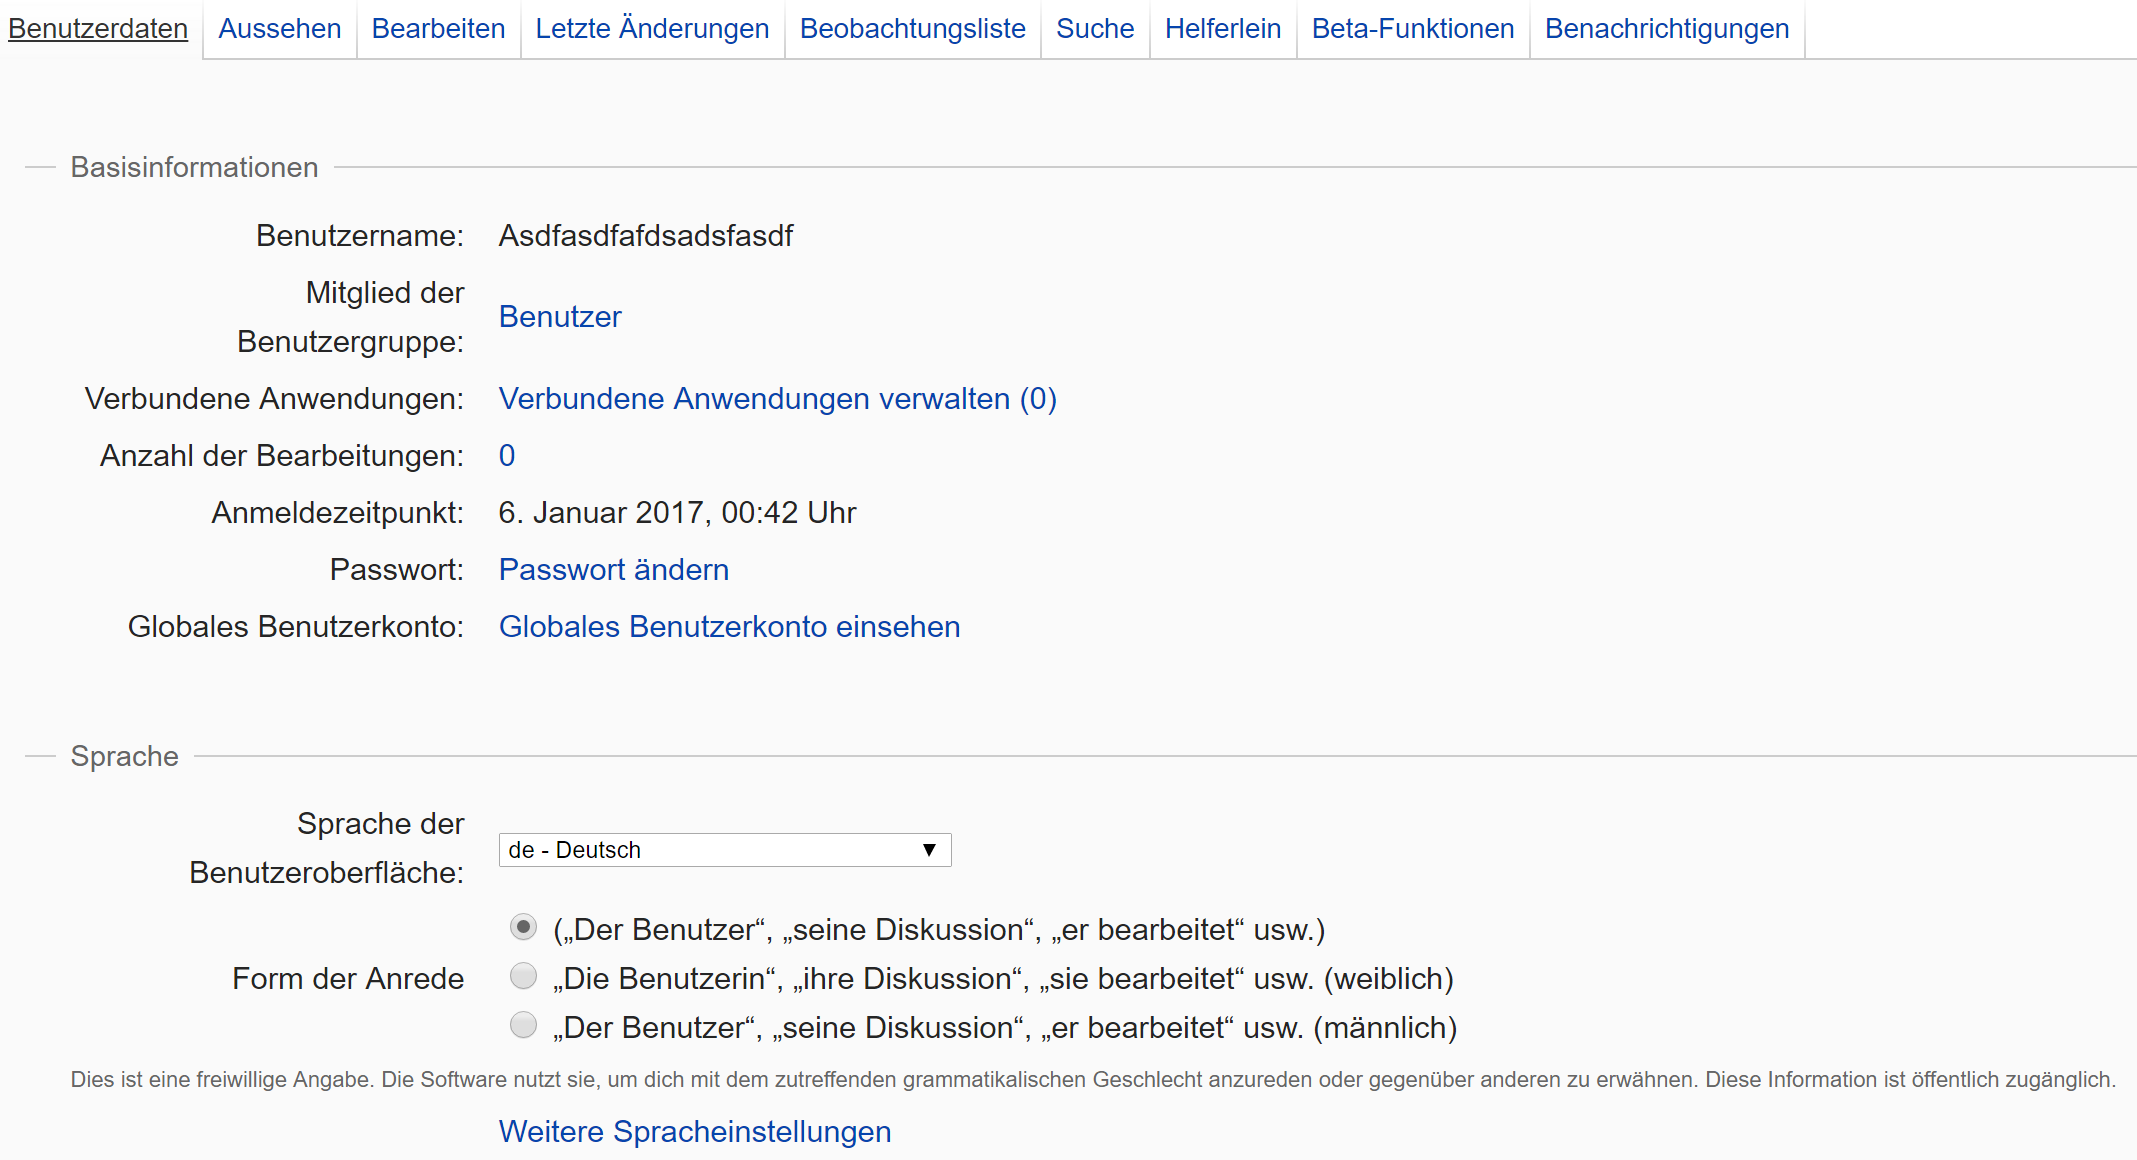 Benutzerdaten Aussehen Bearbeiten Letzte Änderungen Beobachtungsliste Suche Helferlein Beta-Funktionen Benachrichtigungen
Basisinformationen
Benutzername: Asdfasdfafdsadsfasdf
Mitglied der
Benutzergruppe: Benutzer
Verbundene Anwendungen: Verbundene Anwendungen verwalten (0)
Anzahl der Bearbeitungen: 0
Anmeldezeitpunkt: 6. Januar 2017, 00:42 Uhr
Passwort: Passwort ändern
Globales Benutzerkonto: Globales Benutzerkonto einsehen
Sprache
Sprache der
Benutzeroberfläche: de - Deutsch
(„Der Benutzer“, „seine Diskussion“, „er bearbeitet“ usw.)
Form der Anrede „Die Benutzerin“, „ihre Diskussion“, „sie bearbeitet“ usw. (weiblich)
„Der Benutzer“, „seine Diskussion“, „er bearbeitet“ usw. (männlich)
Dies ist eine freiwillige Angabe. Die Software nutzt sie, um dich mit dem zutreffenden grammatikalischen Geschlecht anzureden oder gegenüber anderen zu erwähnen. Diese Information ist öffentlich zugänglich.
Weitere Spracheinstellungen